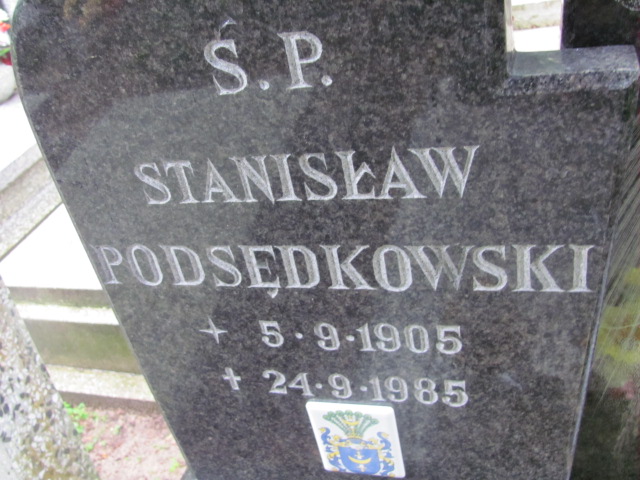 Ś.P.
STANISŁAW
PODSĘDKOWSKI
+ 5·9·1905
+ 24·9·1985